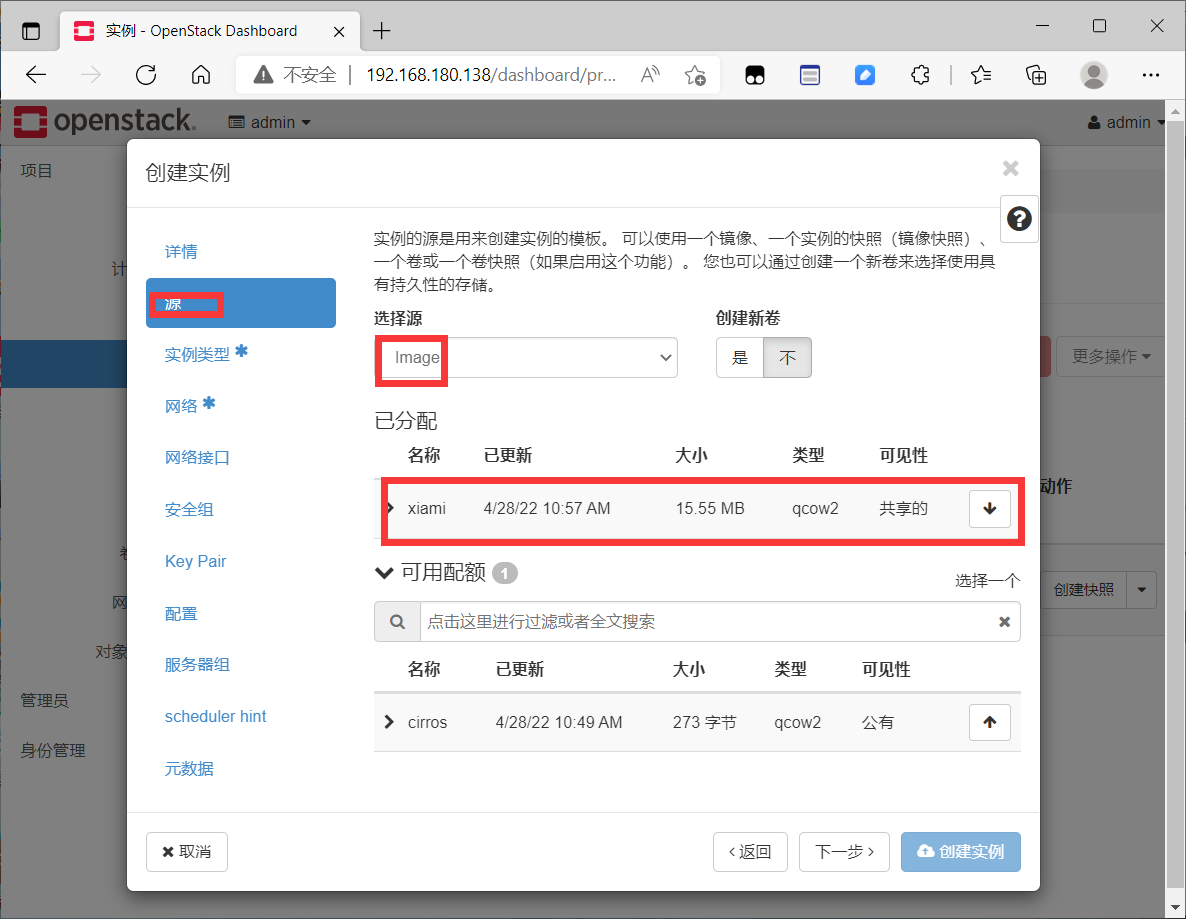 实例 - OpenStack Dashboard
不安全 192.168.180.138/dashboard/pr...
openstack. admin admin
项目
创建实例
详情
源
实例类型
网络
网络接口
安全组
Key Pair
配置
服务器组
scheduler hint
元数据
实例的源是用来创建实例的模板。 可以使用一个镜像、一个实例的快照（镜像快照）、
一个卷或一个卷快照（如果启用这个功能）。 您也可以通过创建一个新卷来选择使用具
有持久性的存储。
选择源 创建新卷
Image 是 不
更多操作
已分配
名称 已更新 大小 类型 可见性
动作
xiami 4/28/22 10:57 AM 15.55 MB qcow2 共享的
可用配额 1
选择一个
创建快照
点击这里进行过滤或者全文搜索
名称 已更新 大小 类型 可见性
cirros 4/28/22 10:49 AM 273 字节 qcow2 公有
计
网
对象
管理员
身份管理
取消 返回 下一步 创建实例